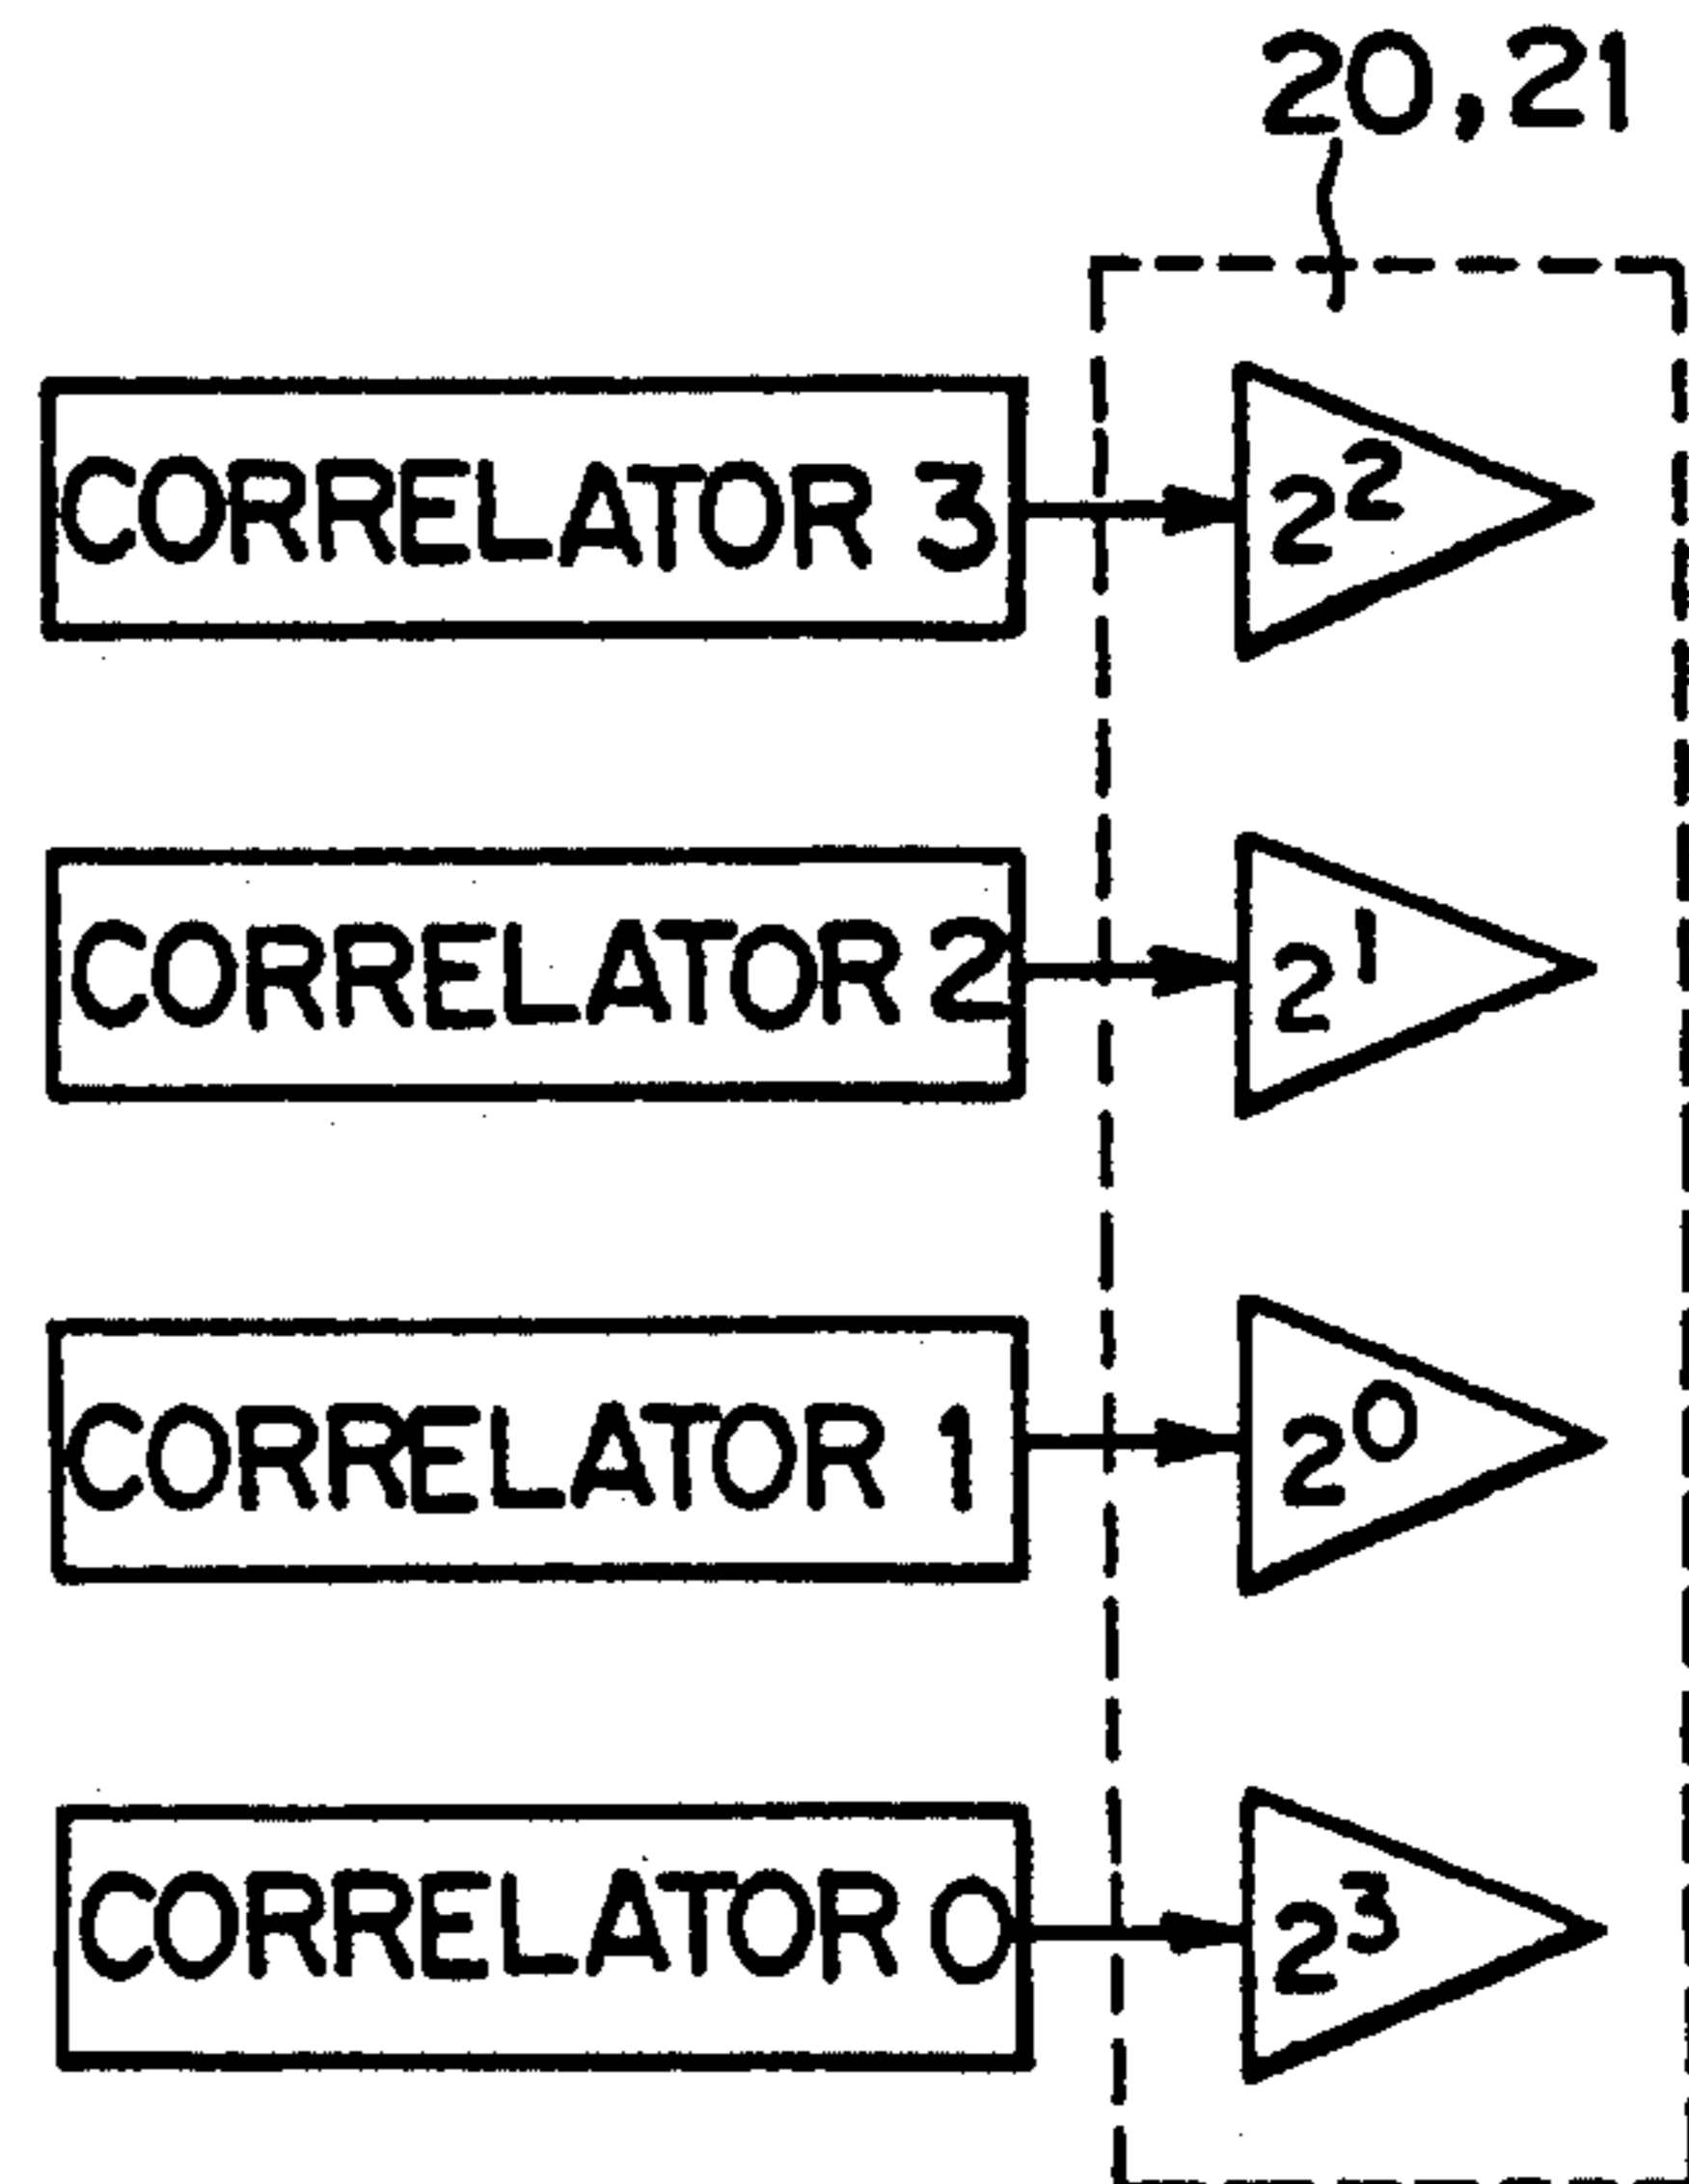 20,21
CORRELATOR 3
2²
CORRELATOR 2
2¹
CORRELATOR 1
2⁰
CORRELATOR 0
2³